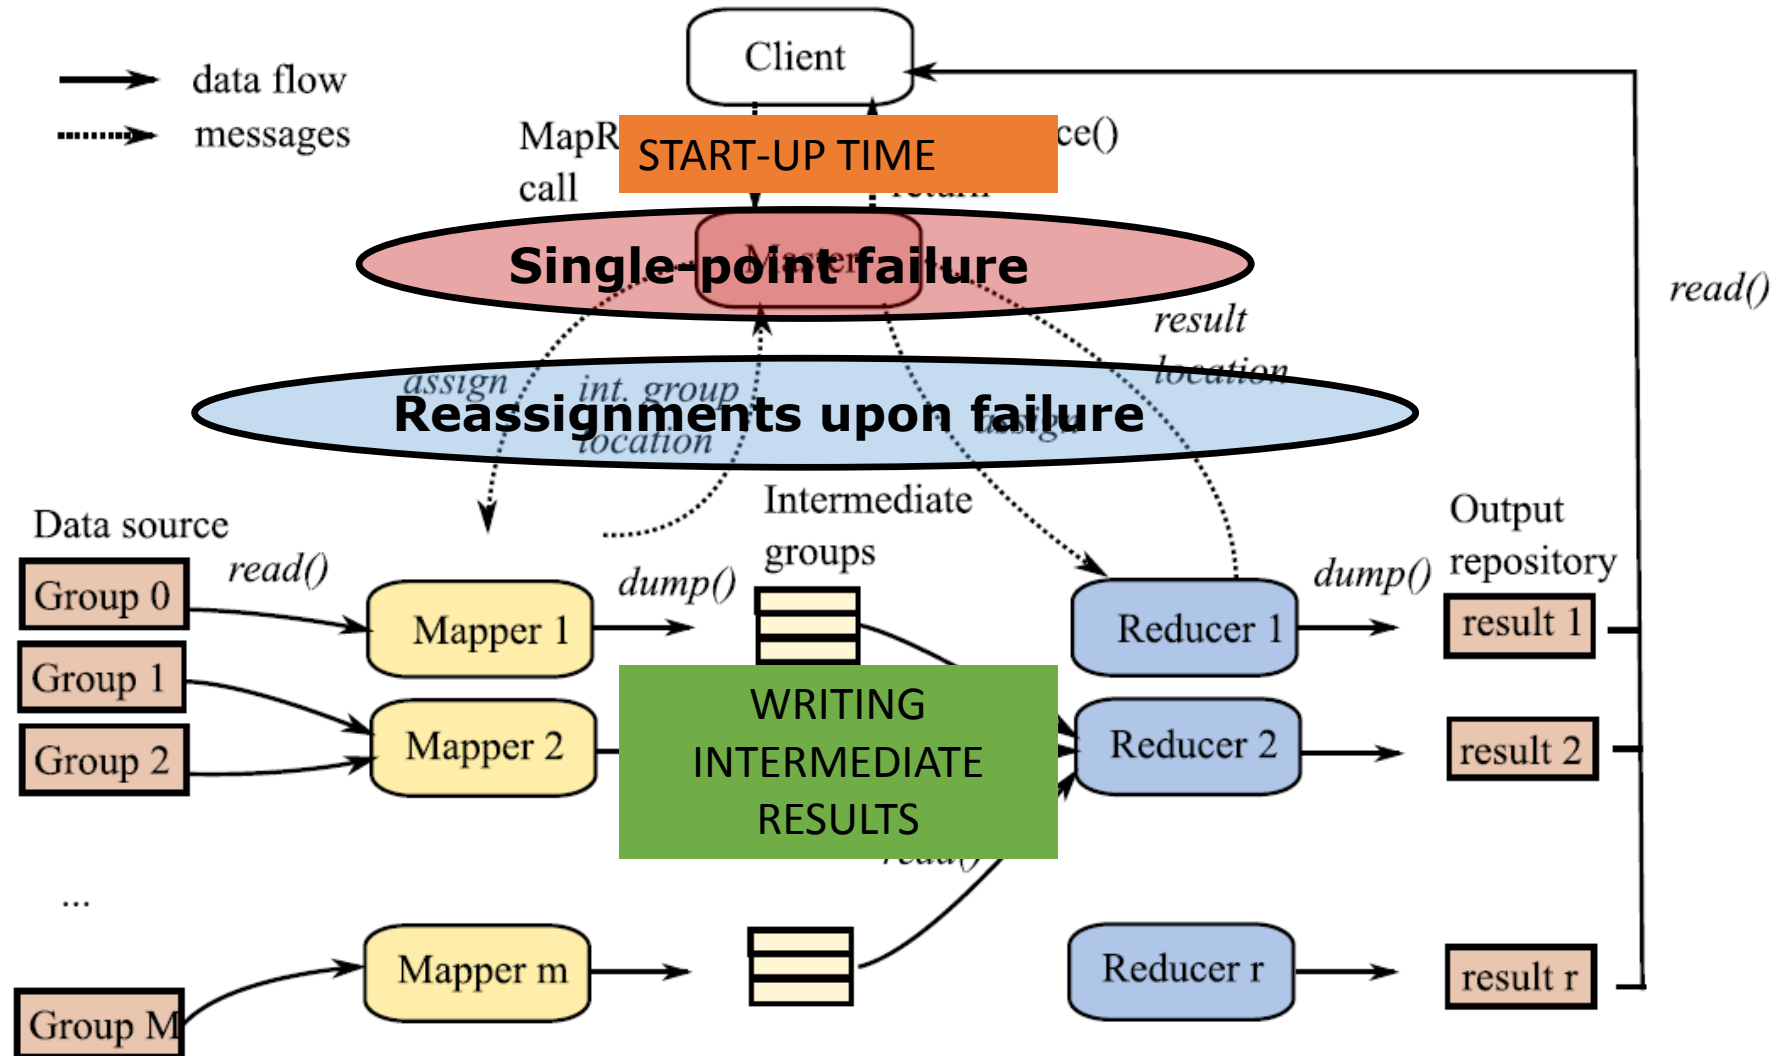 Client
data flow
messages
MapR
ce()
call
START-UP TIME
Single-point failure
Master
read()
result
location
assign
int. group
location
Reassignments upon failure
assign
Data source
Intermediate
groups
Output
repository
Group 0
read()
Mapper 1
dump()
Reducer 1
dump()
result 1
Group 1
Group 2
Mapper 2
WRITING
INTERMEDIATE
RESULTS
Reducer 2
result 2
read()
...
Mapper m
Reducer r
result r
Group M